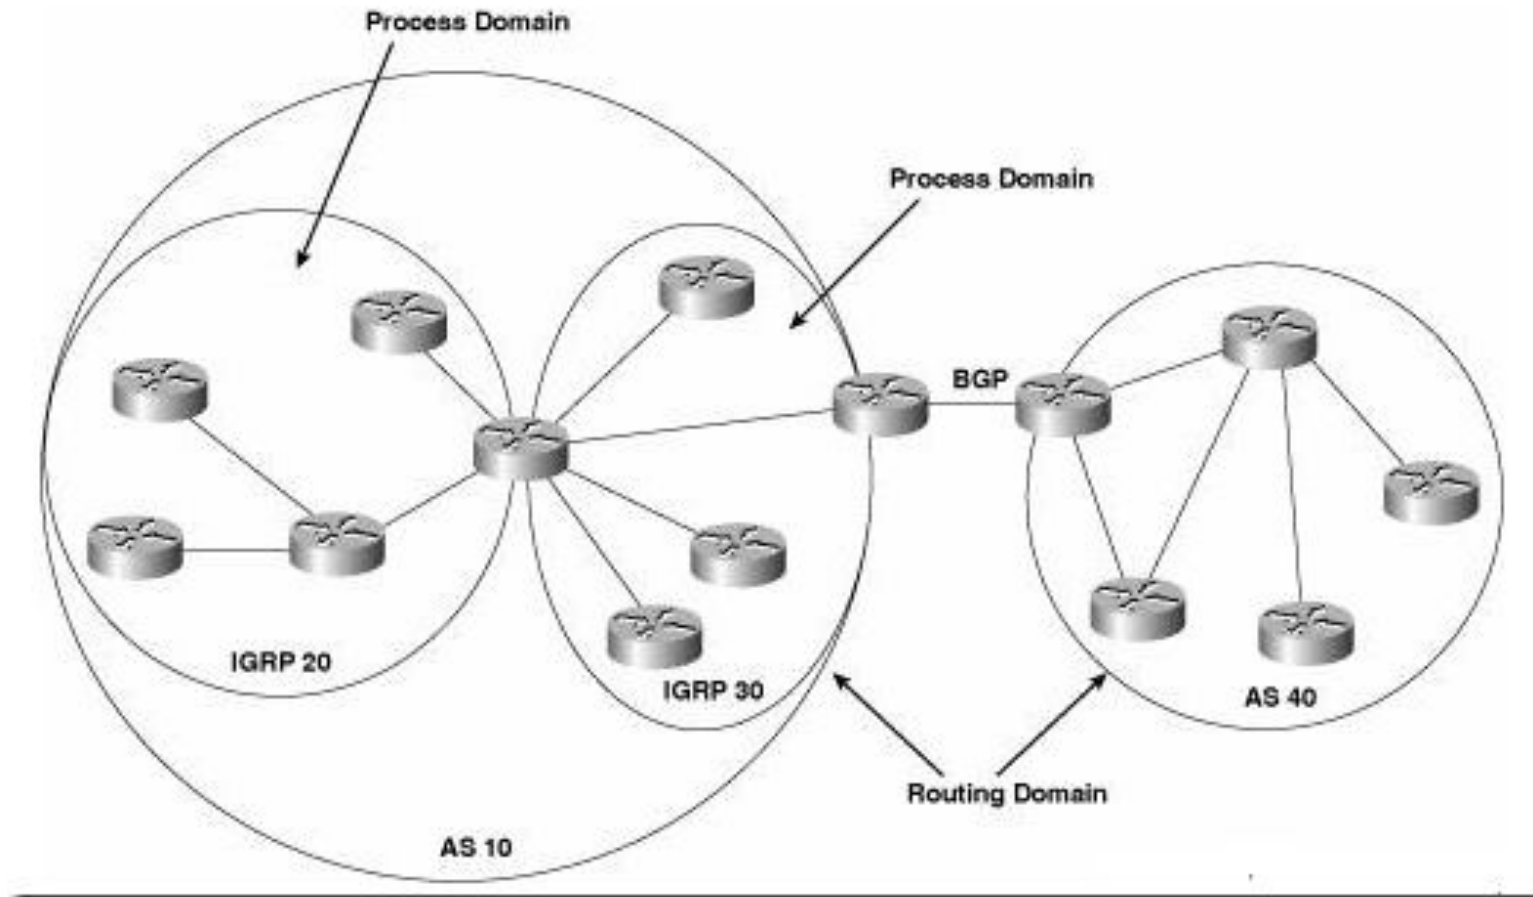 Process Domain
Process Domain
BGP
IGRP 20
IGRP 30
AS 40
Routing Domain
AS 10